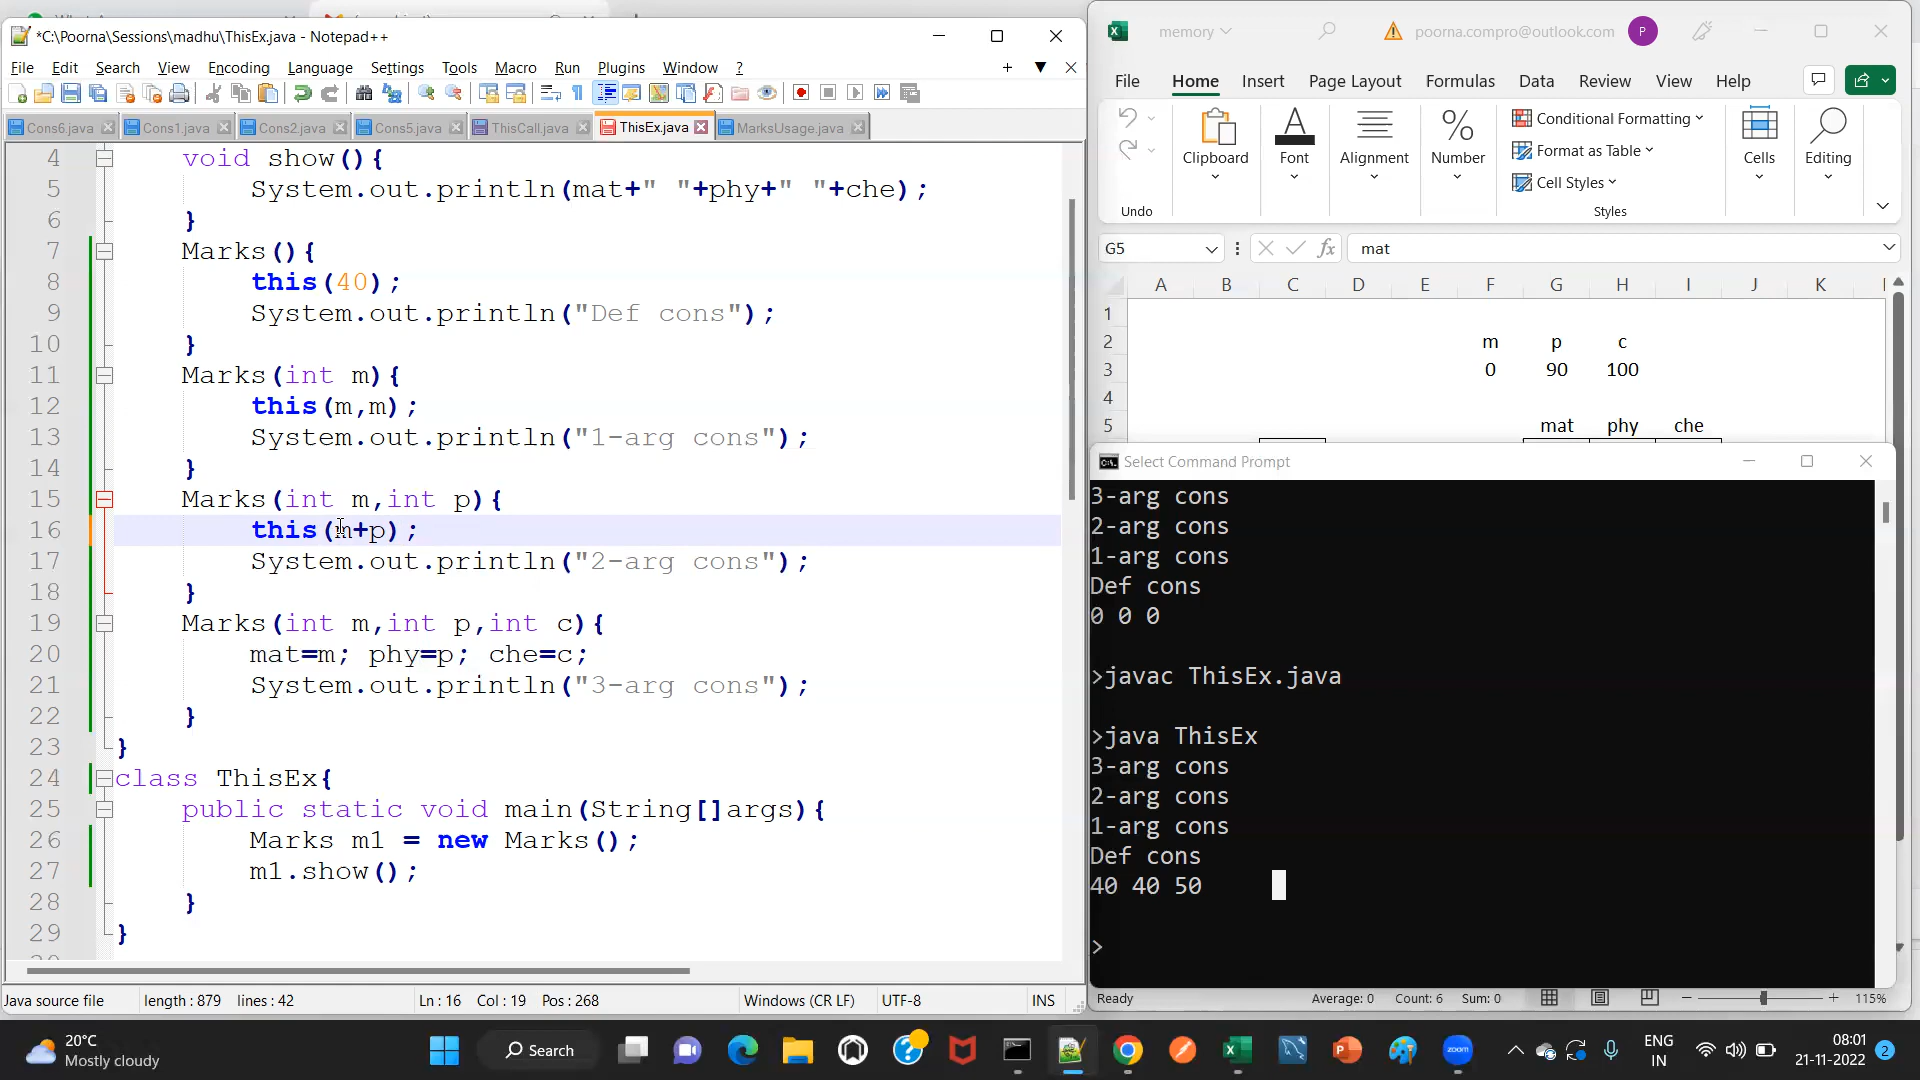 *C:\Poorna\Sessions\madhu\ThisEx.java - Notepad++
File Edit Search View Encoding Language Settings Tools Macro Run Plugins Window ?
Cons6.java Cons1.java Cons2.java Cons5.java ThisCall.java ThisEx.java MarksUsage.java
4 void show(){
5 System.out.println(mat+" "+phy+" "+che);
6 }
7 Marks(){
8 this(40);
9 System.out.println("Def cons");
10 }
11 Marks(int m){
12 this(m,m);
13 System.out.println("1-arg cons");
14 }
15 Marks(int m,int p){
16 this(m+p);
17 System.out.println("2-arg cons");
18 }
19 Marks(int m,int p,int c){
20 mat=m; phy=p; che=c;
21 System.out.println("3-arg cons");
22 }
23 }
24 class ThisEx{
25 public static void main(String[]args){
26 Marks m1 = new Marks();
27 m1.show();
28 }
29 }
Java source file length : 879 lines : 42 Ln : 16 Col : 19 Pos : 268 Windows (CR LF) UTF-8 INS
memory poorna.compro@outlook.com P
File Home Insert Page Layout Formulas Data Review View Help
Clipboard Font Alignment Number Conditional Formatting Format as Table Cell Styles Cells Editing
Undo Styles
G5 fx mat
A B C D E F G H I J K
1
2 m p c
3 0 90 100
4
5 mat phy che
Select Command Prompt
3-arg cons
2-arg cons
1-arg cons
Def cons
0 0 0
>javac ThisEx.java
>java ThisEx
3-arg cons
2-arg cons
1-arg cons
Def cons
40 40 50
>
Ready Average: 0 Count: 6 Sum: 0 115%
20°C
Mostly cloudy
Search
zoom
ENG
IN
08:01
21-11-2022
2